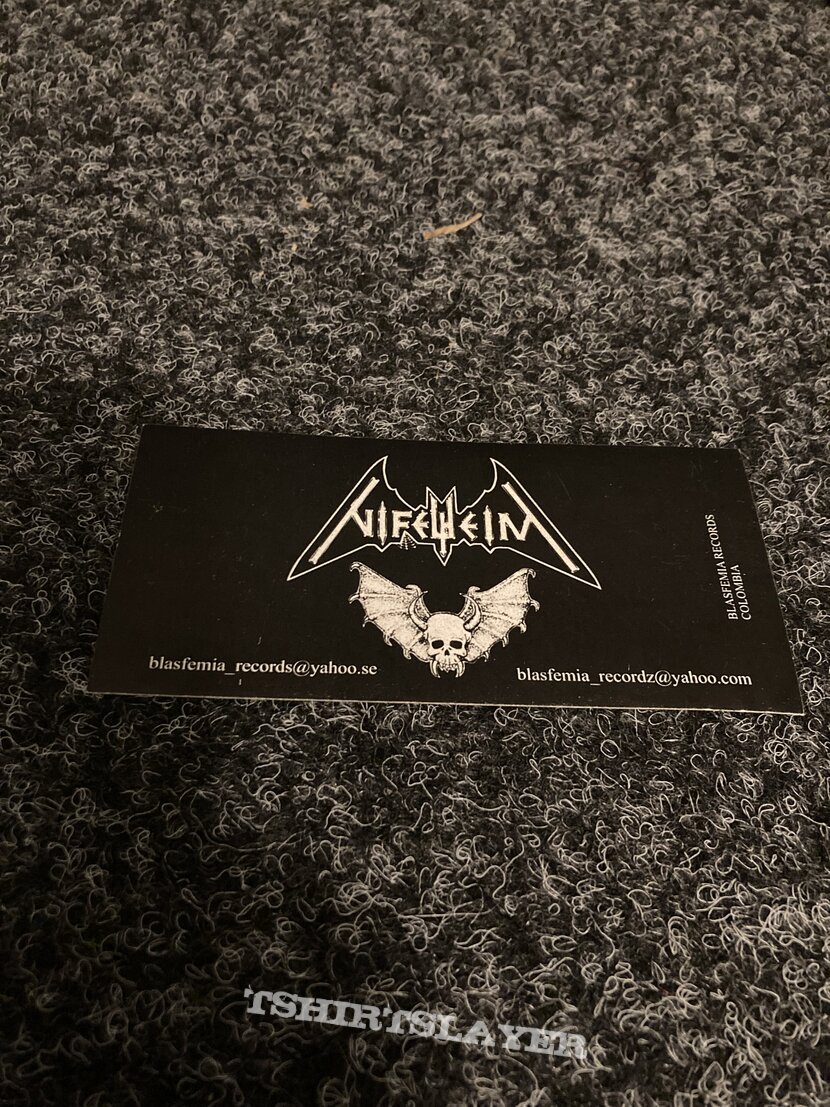 NIFELHEIM
blasfemia_records@yahoo.se
blasfemia_recordz@yahoo.com
BLASFEMIA RECORDS
COLOMBIA
TSHIRTSLAYER